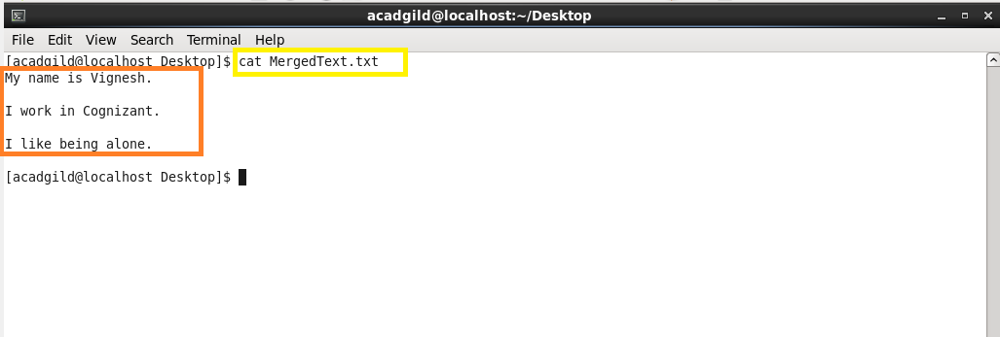 acadgild@localhost:~/Desktop
File Edit View Search Terminal Help
[acadgild@localhost Desktop]$ cat MergedText.txt
My name is Vignesh.
I work in Cognizant.
I like being alone.
[acadgild@localhost Desktop]$